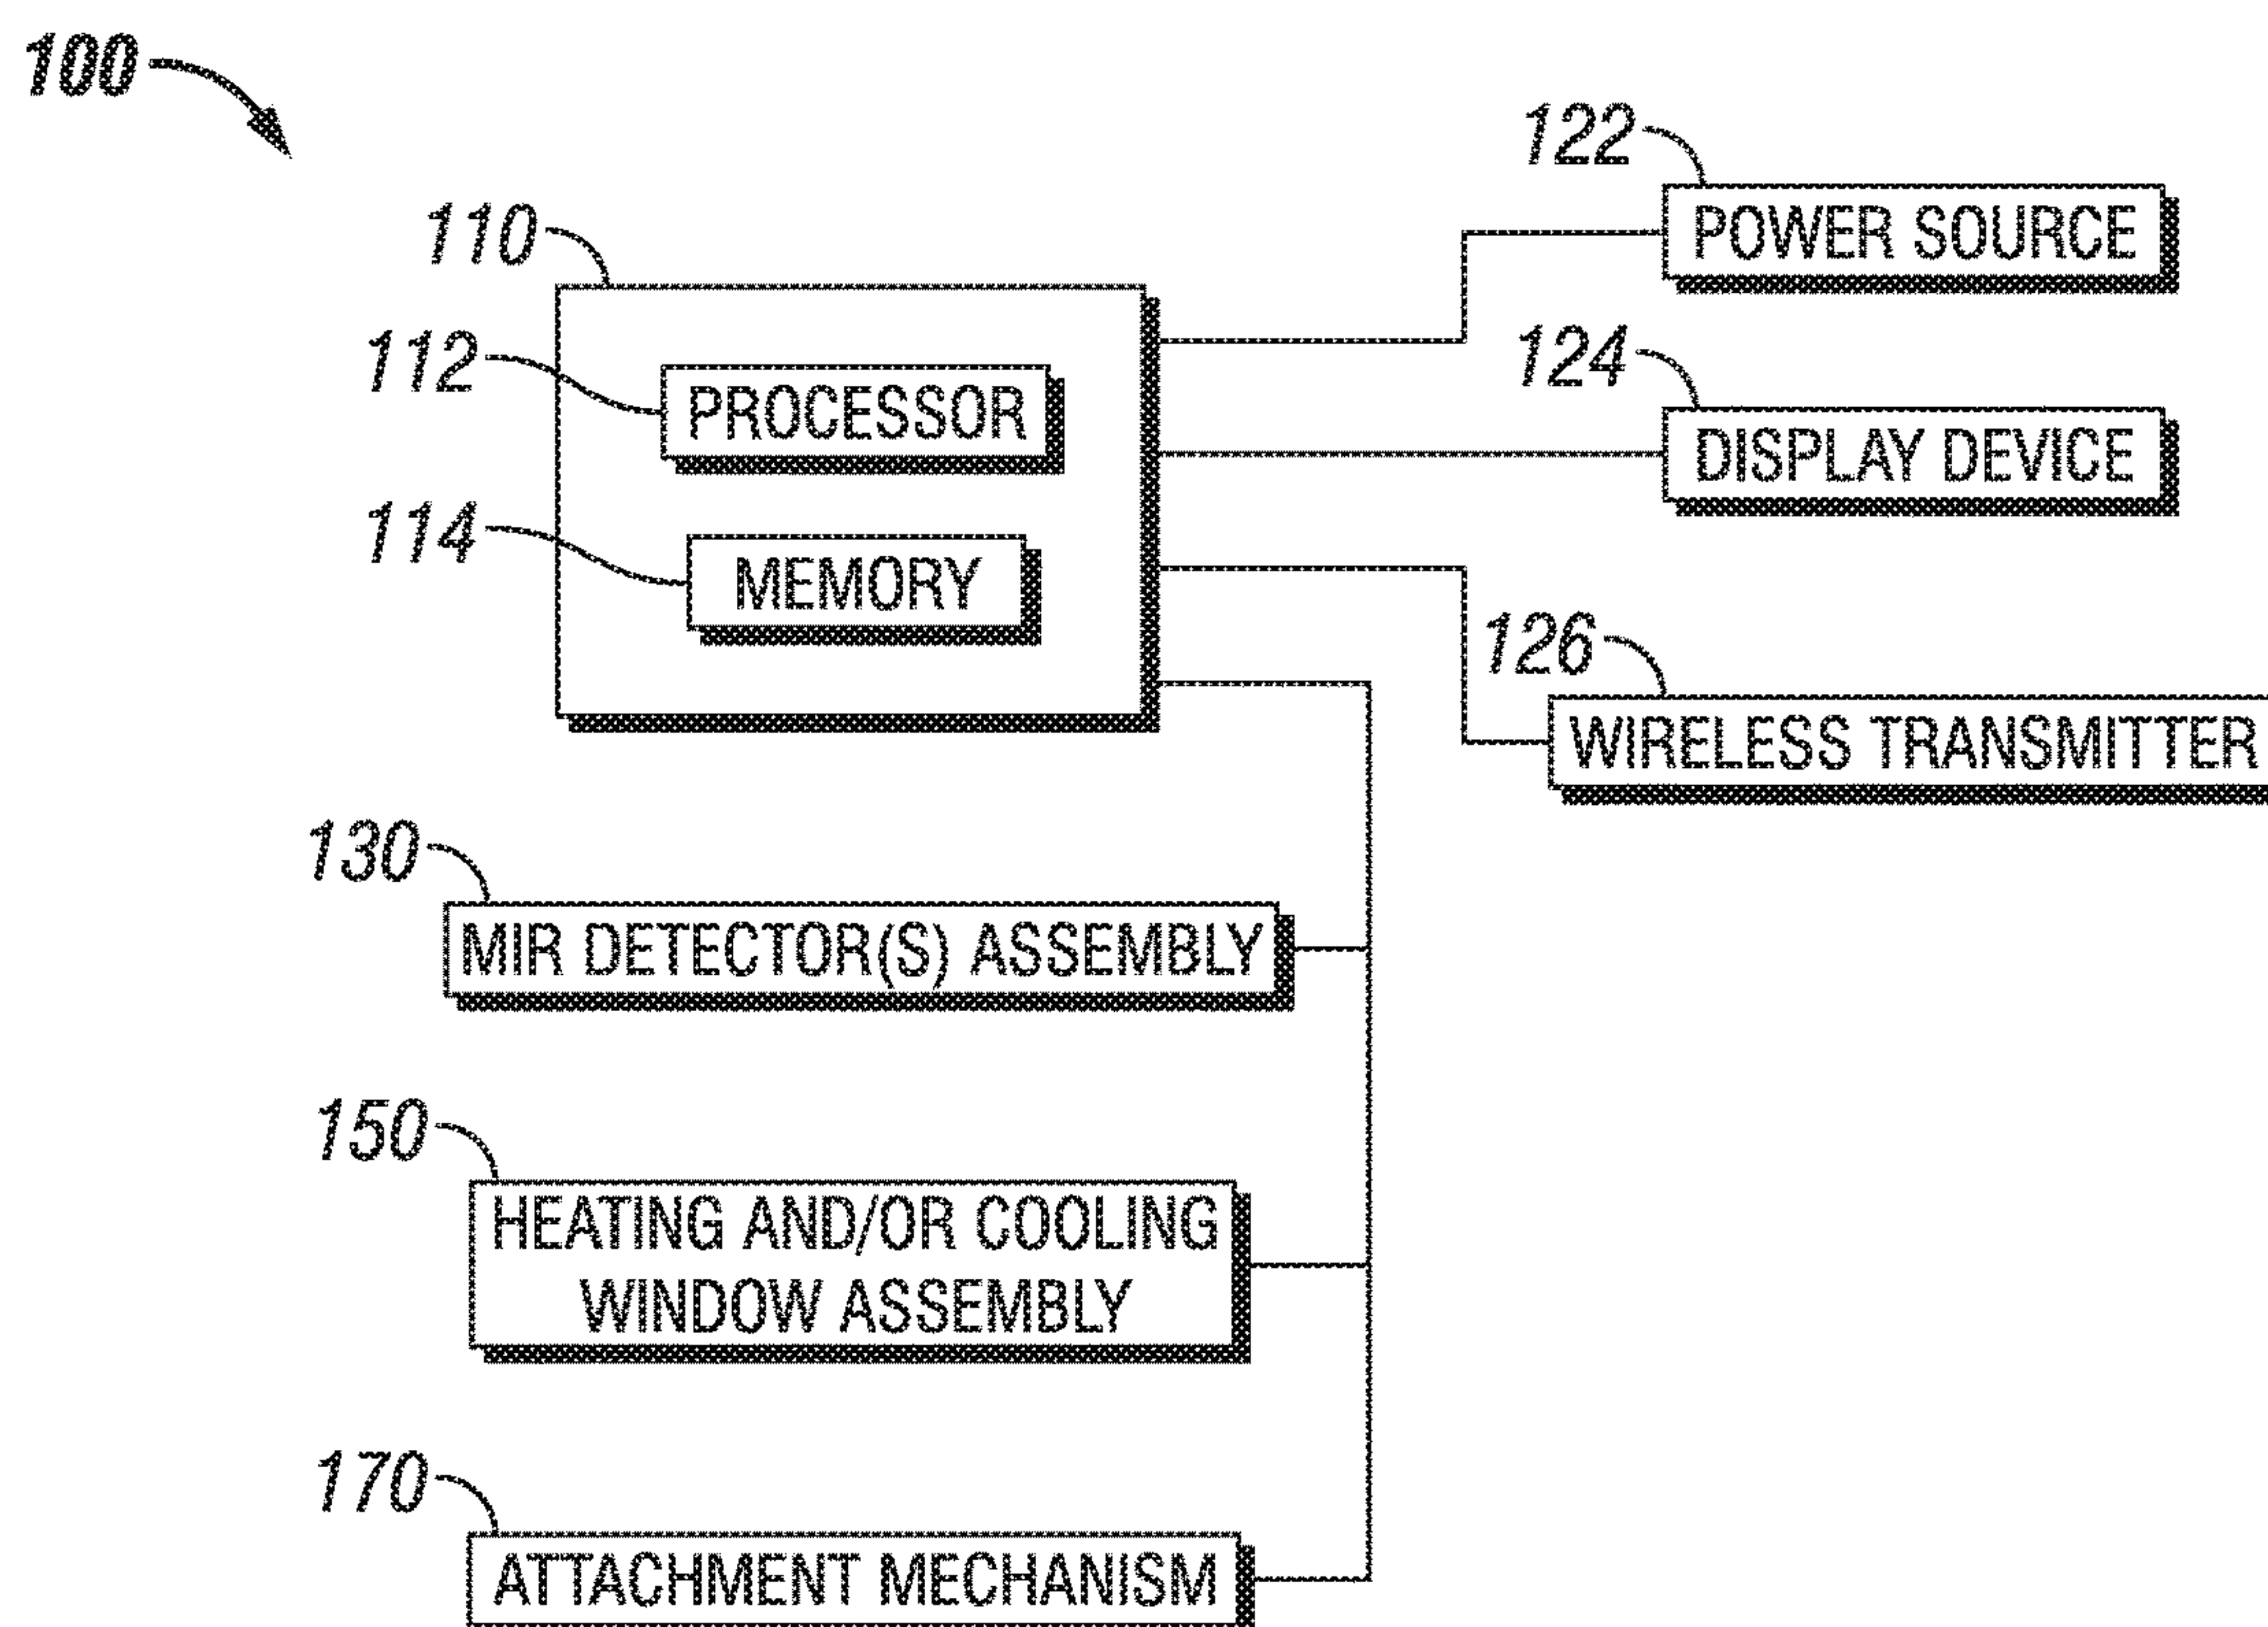 100
110
112
PROCESSOR
114
MEMORY
122
POWER SOURCE
124
DISPLAY DEVICE
126
WIRELESS TRANSMITTER
130
MIR DETECTOR(S) ASSEMBLY
150
HEATING AND/OR COOLING
WINDOW ASSEMBLY
170
ATTACHMENT MECHANISM